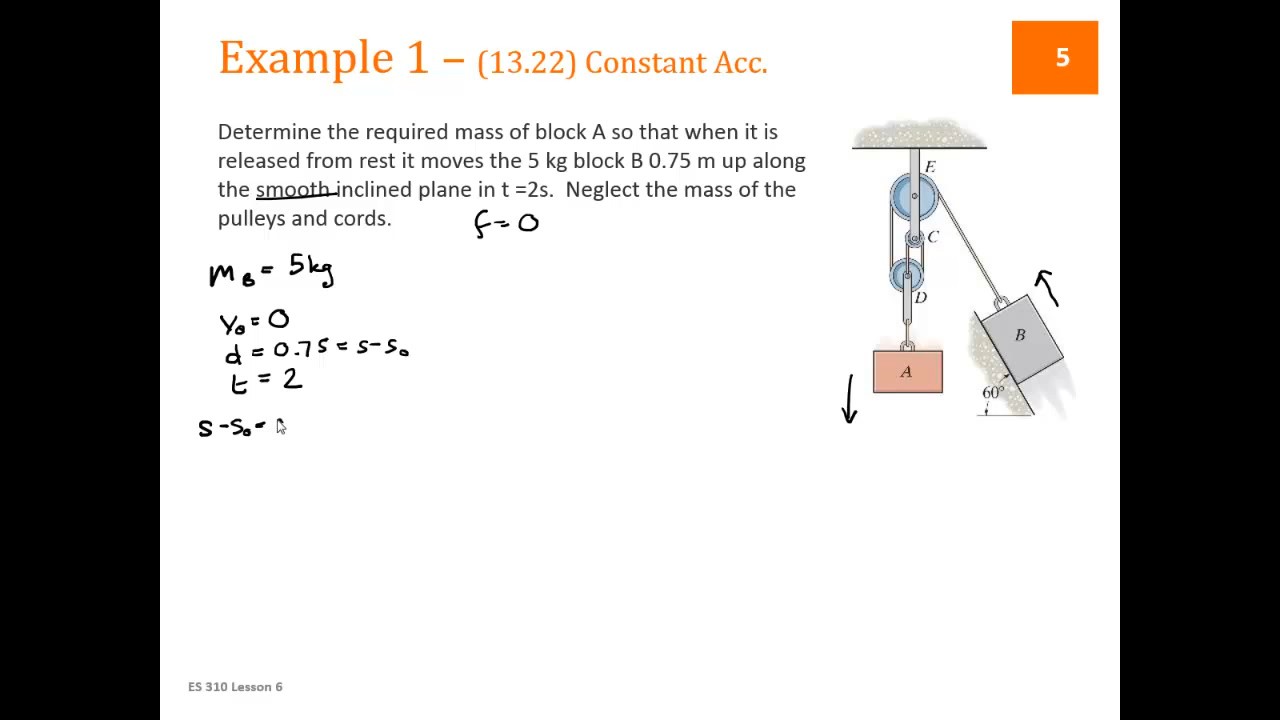 Example 1 – (13.22) Constant Acc.
5
Determine the required mass of block A so that when it is
released from rest it moves the 5 kg block B 0.75 m up along
the smooth inclined plane in t =2s. Neglect the mass of the
pulleys and cords.
f = 0
m_B = 5kg
v_0 = 0
d = 0.75 = s - s_0
t = 2
s - s_0 =
E
C
D
B
A
60°
ES 310 Lesson 6